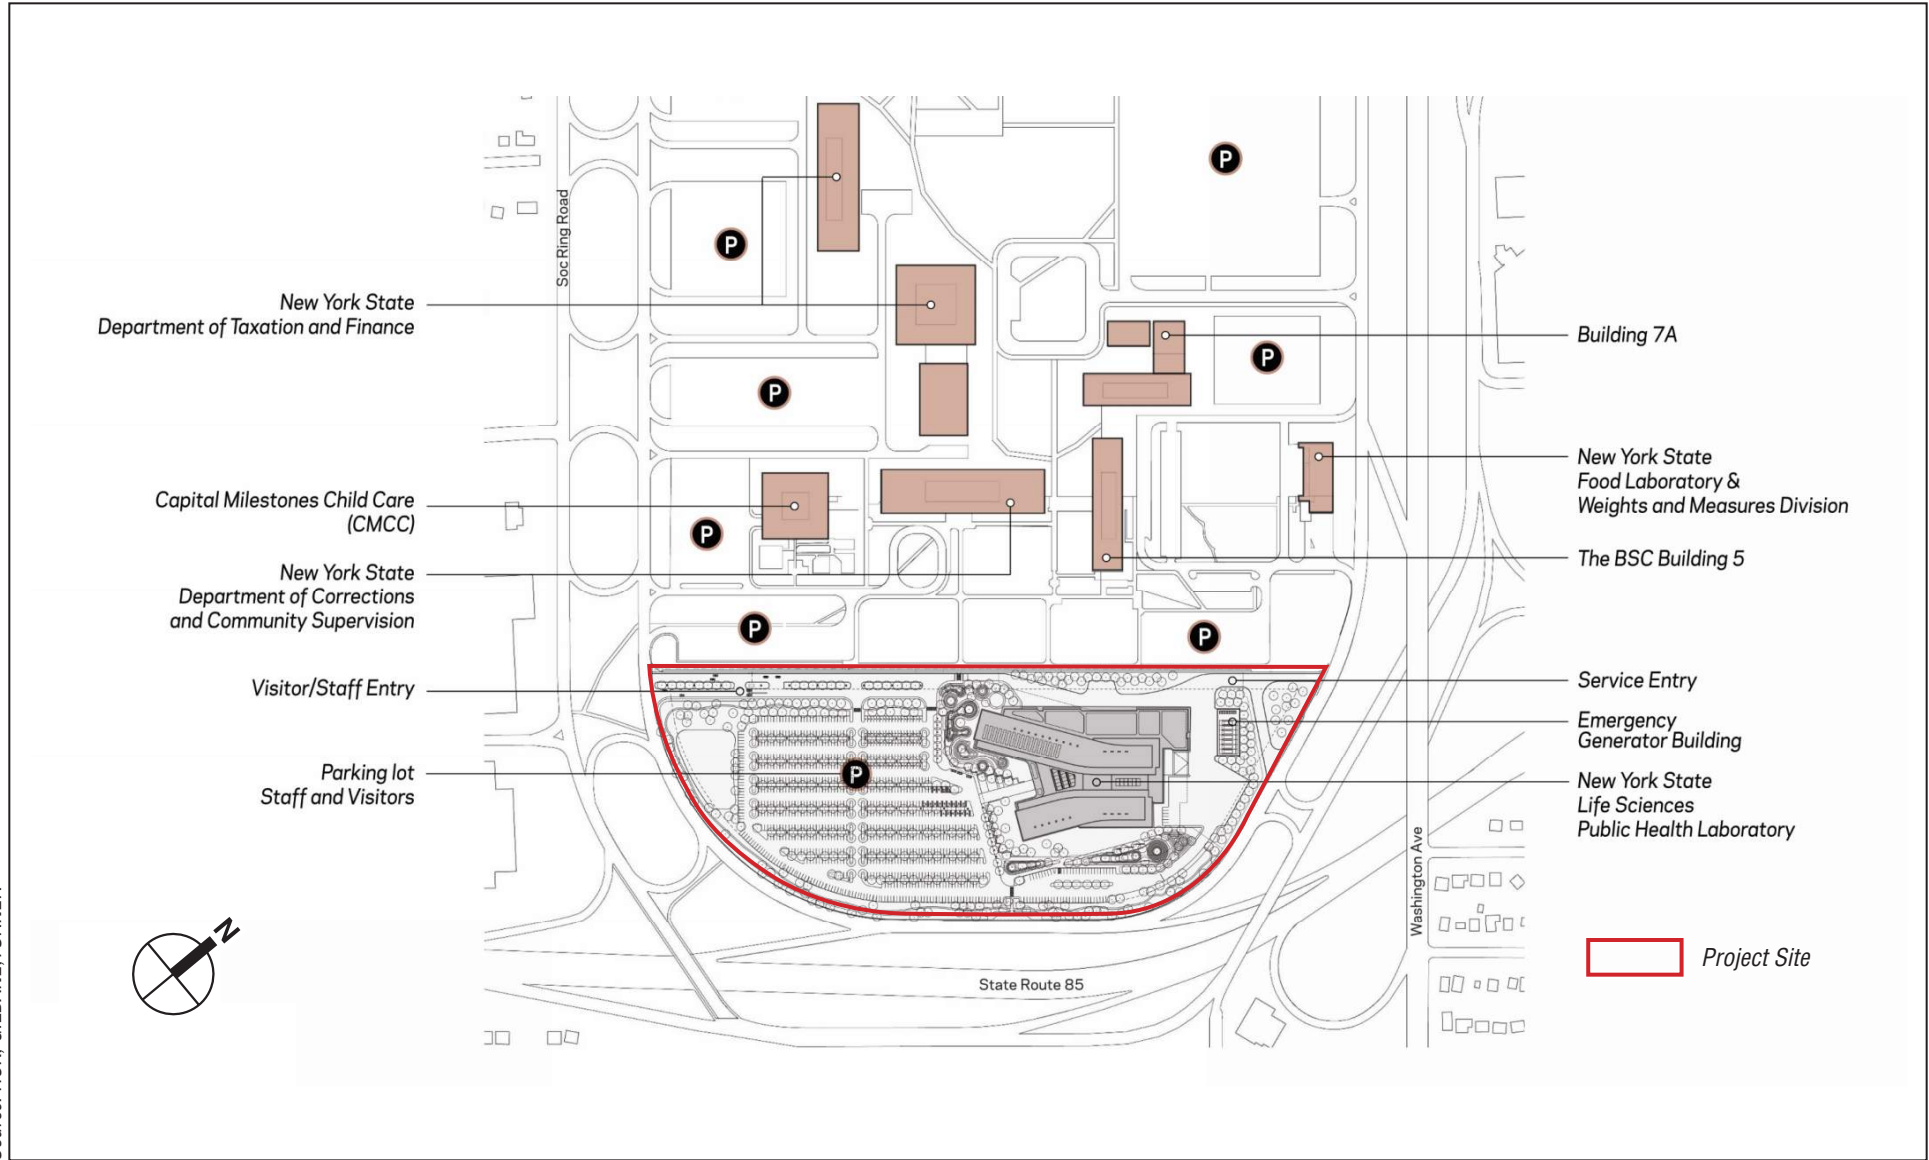 P
Soc Ring Road
P
New York State
Department of Taxation and Finance
Building 7A
P
P
New York State
Food Laboratory &
Weights and Measures Division
Capital Milestones Child Care
(CMCC)
P
The BSC Building 5
New York State
Department of Corrections
and Community Supervision
P
P
Visitor/Staff Entry
Service Entry
Emergency
Generator Building
Parking lot
Staff and Visitors
P
New York State
Life Sciences
Public Health Laboratory
Washington Ave
N
Project Site
State Route 85